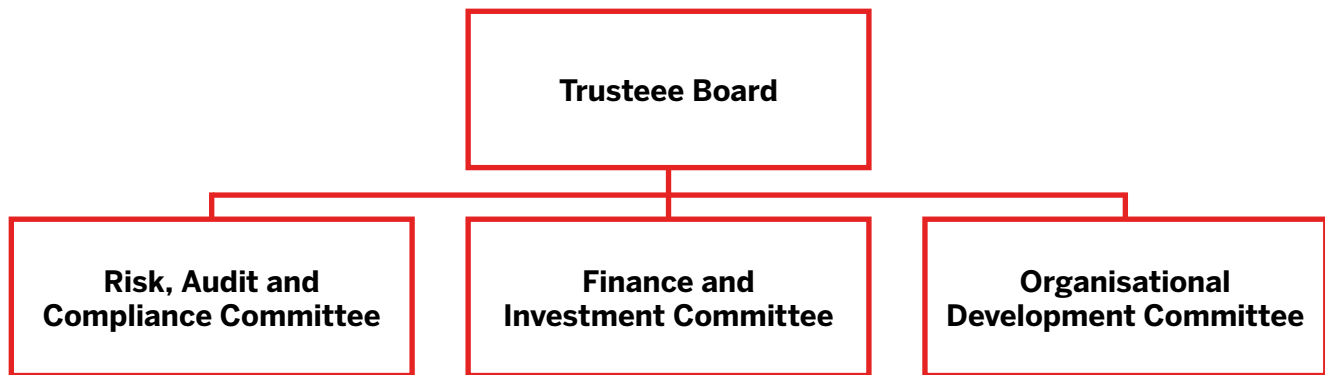 Trusteee Board
Risk, Audit and
Compliance Committee
Finance and
Investment Committee
Organisational
Development Committee